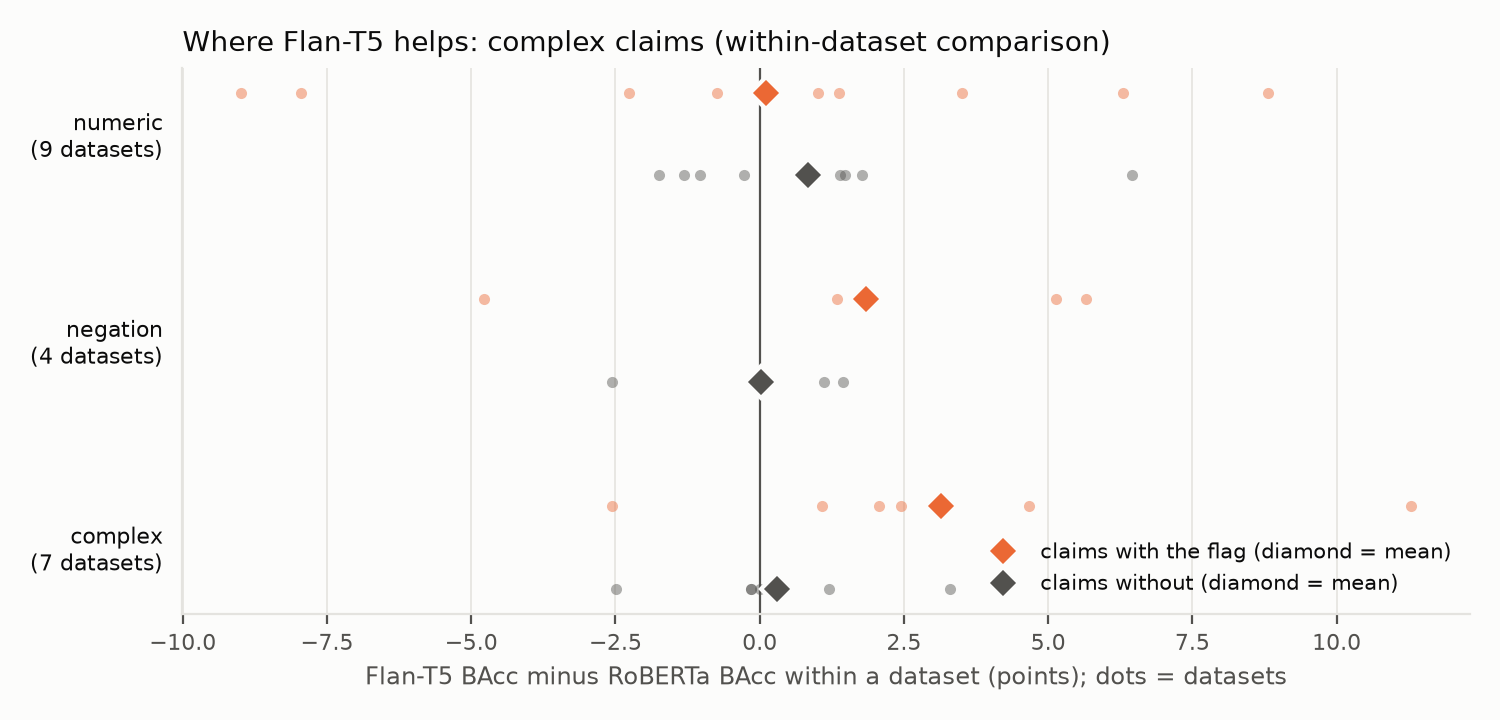 Where Flan-T5 helps: complex claims (within-dataset comparison)
numeric
(9 datasets)
negation
(4 datasets)
complex
(7 datasets)
claims with the flag (diamond = mean)
claims without (diamond = mean)
−10.0 −7.5 −5.0 −2.5 0.0 2.5 5.0 7.5 10.0
Flan-T5 BAcc minus RoBERTa BAcc within a dataset (points); dots = datasets